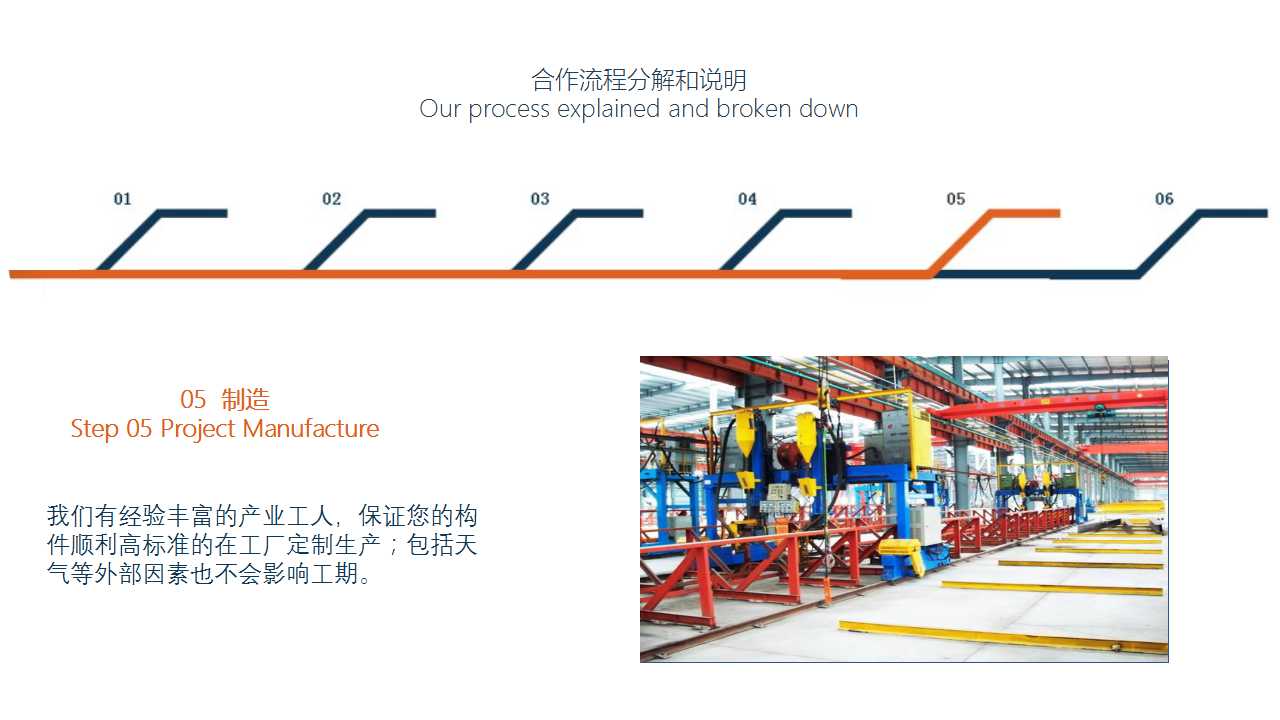 合作流程分解和说明
Our process explained and broken down
01 02 03 04 05 06
05 制造
Step 05 Project Manufacture
我们有经验丰富的产业工人，保证您的构
件顺利高标准的在工厂定制生产；包括天
气等外部因素也不会影响工期。